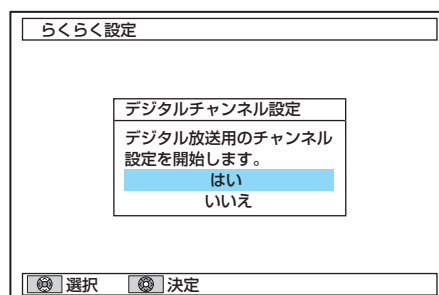 らくらく設定
デジタルチャンネル設定
デジタル放送用のチャンネル
設定を開始します。
はい
いいえ
選択 決定